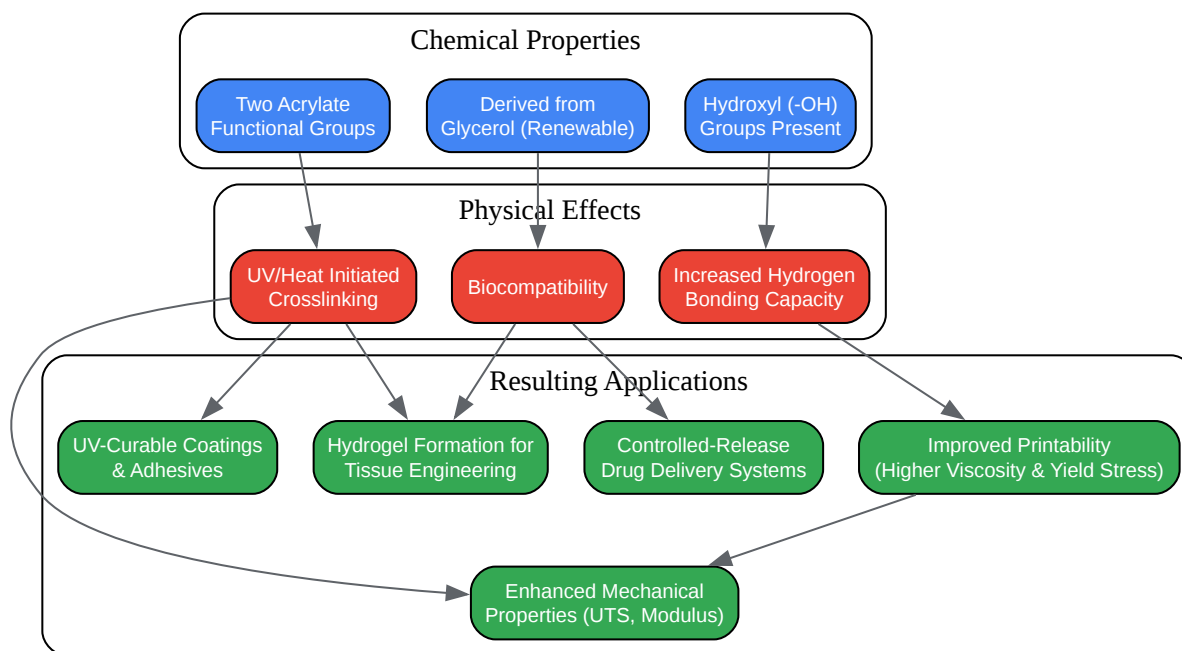 Chemical Properties
Two Acrylate
Functional Groups
Derived from
Glycerol (Renewable)
Hydroxyl (-OH)
Groups Present
Physical Effects
UV/Heat Initiated
Crosslinking
Biocompatibility
Increased Hydrogen
Bonding Capacity
Resulting Applications
UV-Curable Coatings
& Adhesives
Hydrogel Formation for
Tissue Engineering
Controlled-Release
Drug Delivery Systems
Improved Printability
(Higher Viscosity & Yield Stress)
Enhanced Mechanical
Properties (UTS, Modulus)